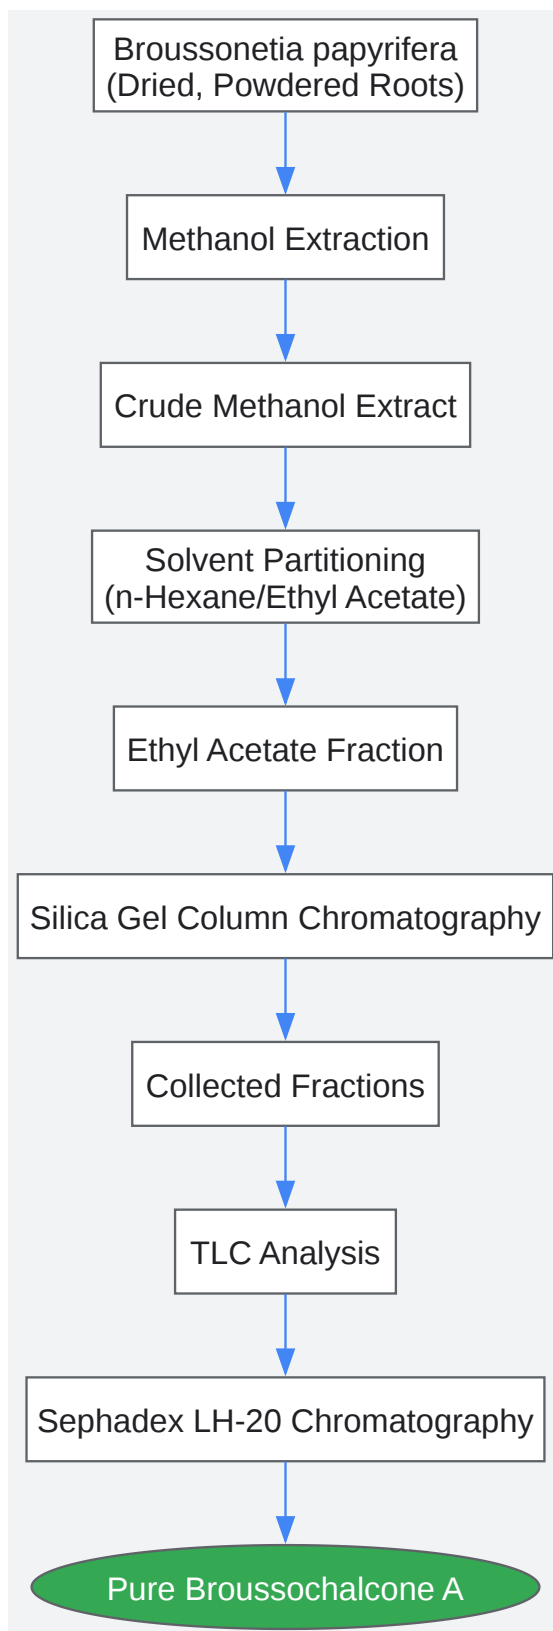 Broussonetia papyrifera
(Dried, Powdered Roots)
Methanol Extraction
Crude Methanol Extract
Solvent Partitioning
(n-Hexane/Ethyl Acetate)
Ethyl Acetate Fraction
Silica Gel Column Chromatography
Collected Fractions
TLC Analysis
Sephadex LH-20 Chromatography
Pure Broussochalcone A